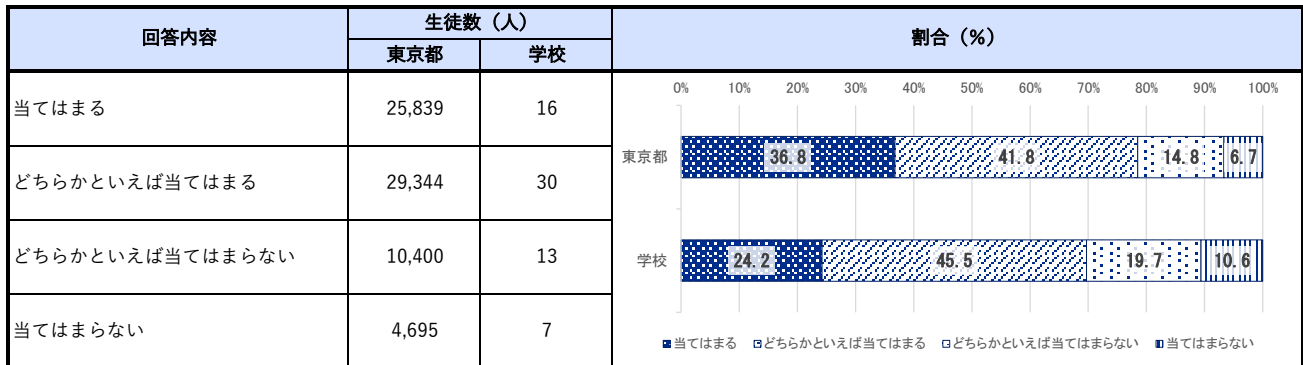 回答内容
生徒数（人）
割合（%）
東京都 学校
当てはまる 25,839 16
どちらかといえば当てはまる 29,344 30
どちらかといえば当てはまらない 10,400 13
当てはまらない 4,695 7
0% 10% 20% 30% 40% 50% 60% 70% 80% 90% 100%
東京都 36.8 41.8 14.8 6.7
学校 24.2 45.5 19.7 10.6
当てはまる どちらかといえば当てはまる どちらかといえば当てはまらない 当てはまらない